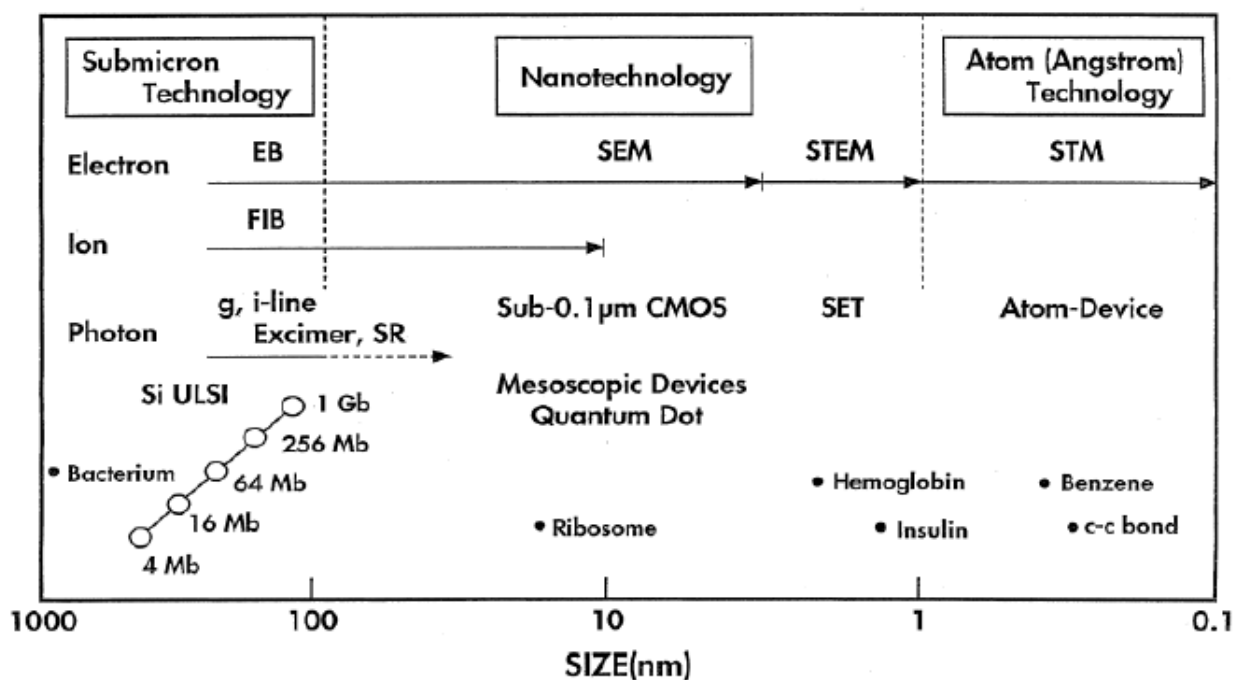 Submicron
Technology
Nanotechnology
Atom (Angstrom)
Technology
Electron
EB
SEM
STEM
STM
Ion
FIB
Photon
g, i-line
Excimer, SR
Sub-0.1μm CMOS
SET
Atom-Device
Mesoscopic Devices
Quantum Dot
Si ULSI
1 Gb
256 Mb
64 Mb
16 Mb
4 Mb
Bacterium
Ribosome
Hemoglobin
Insulin
Benzene
c-c bond
1000
100
10
1
0.1
SIZE(nm)